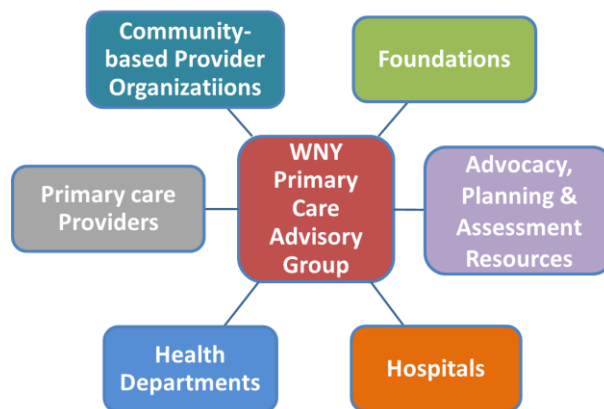 Community-
based Provider
Organizatiions
Foundations
WNY
Primary
Care
Advisory
Group
Primary care
Providers
Advocacy,
Planning &
Assessment
Resources
Health
Departments
Hospitals